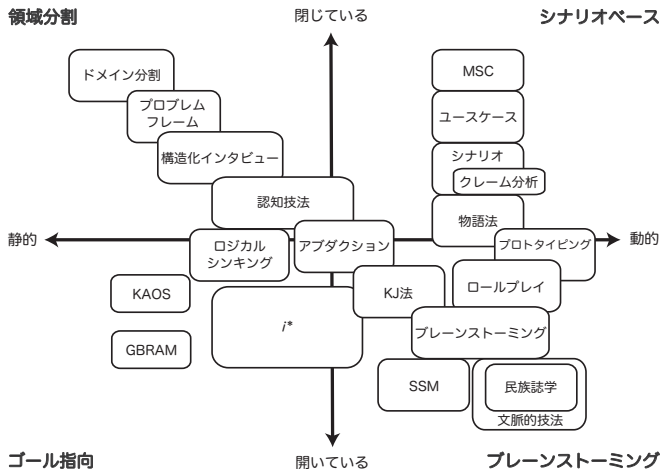 領域分割
閉じている
シナリオベース
ドメイン分割
MSC
プロブレム
フレーム
ユースケース
構造化インタビュー
シナリオ
クレーム分析
認知技法
物語法
静的
ロジカル
シンキング
アブダクション
プロトタイピング
動的
KAOS
KJ法
ロールプレイ
i*
ブレーンストーミング
GBRAM
SSM
民族誌学
文脈的技法
ゴール指向
開いている
ブレーンストーミング